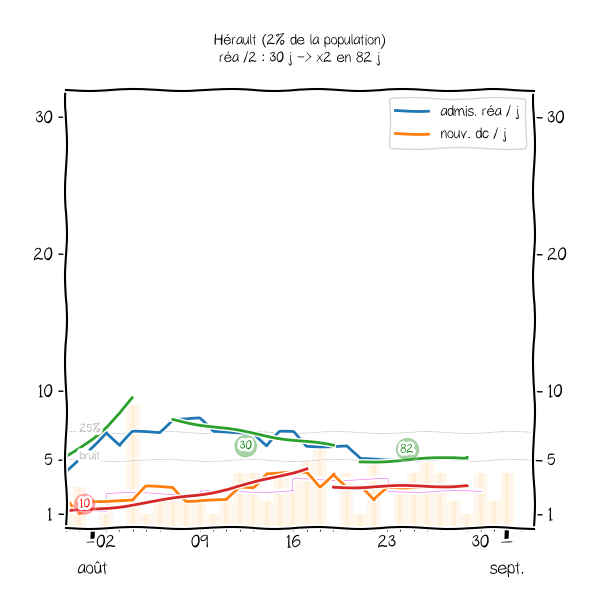 Hérault (2% de la population)
réa /2 : 30 j -> x2 en 82 j
admis. réa / j
nouv. dc / j
30 30
20 20
10 10
25%
30
82
bruit
5 5
10
1 1
02 09 16 23 30
août sept.